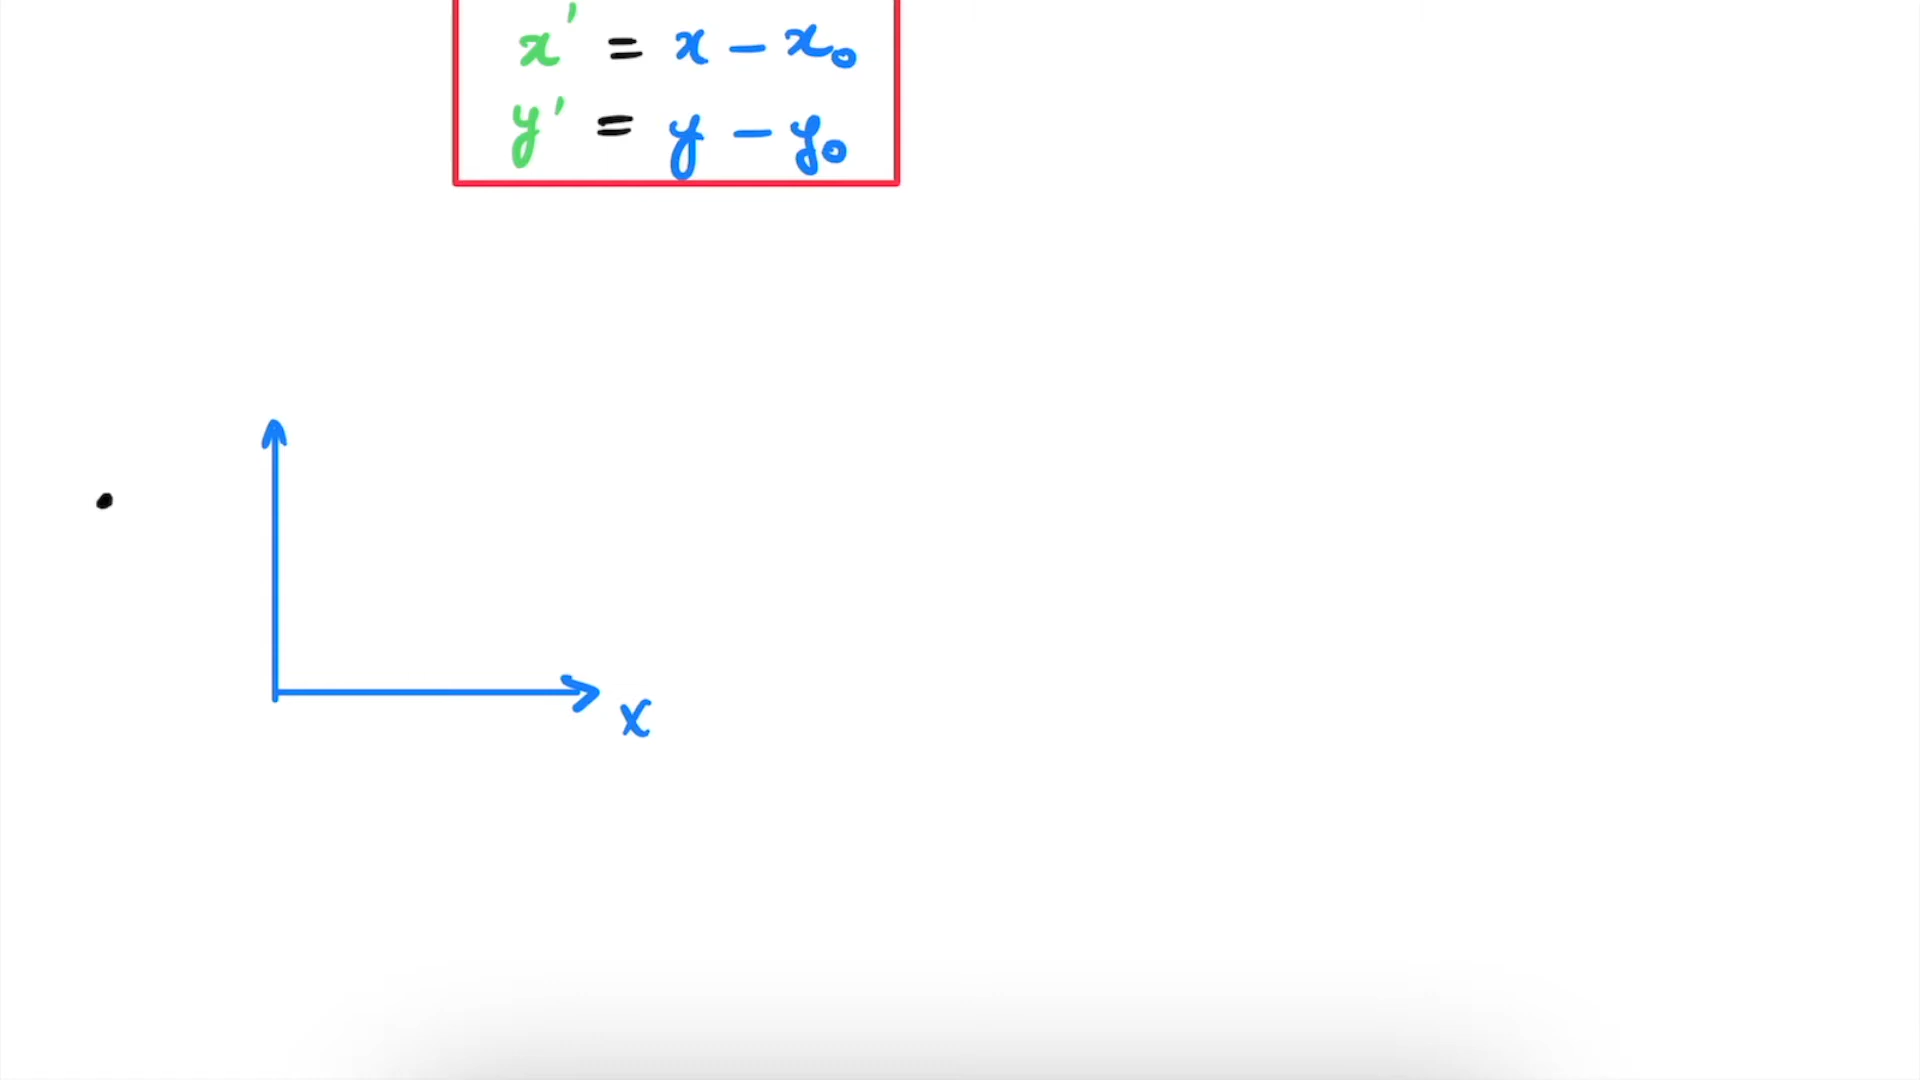 x' = x - x₀
y' = y - y₀
x